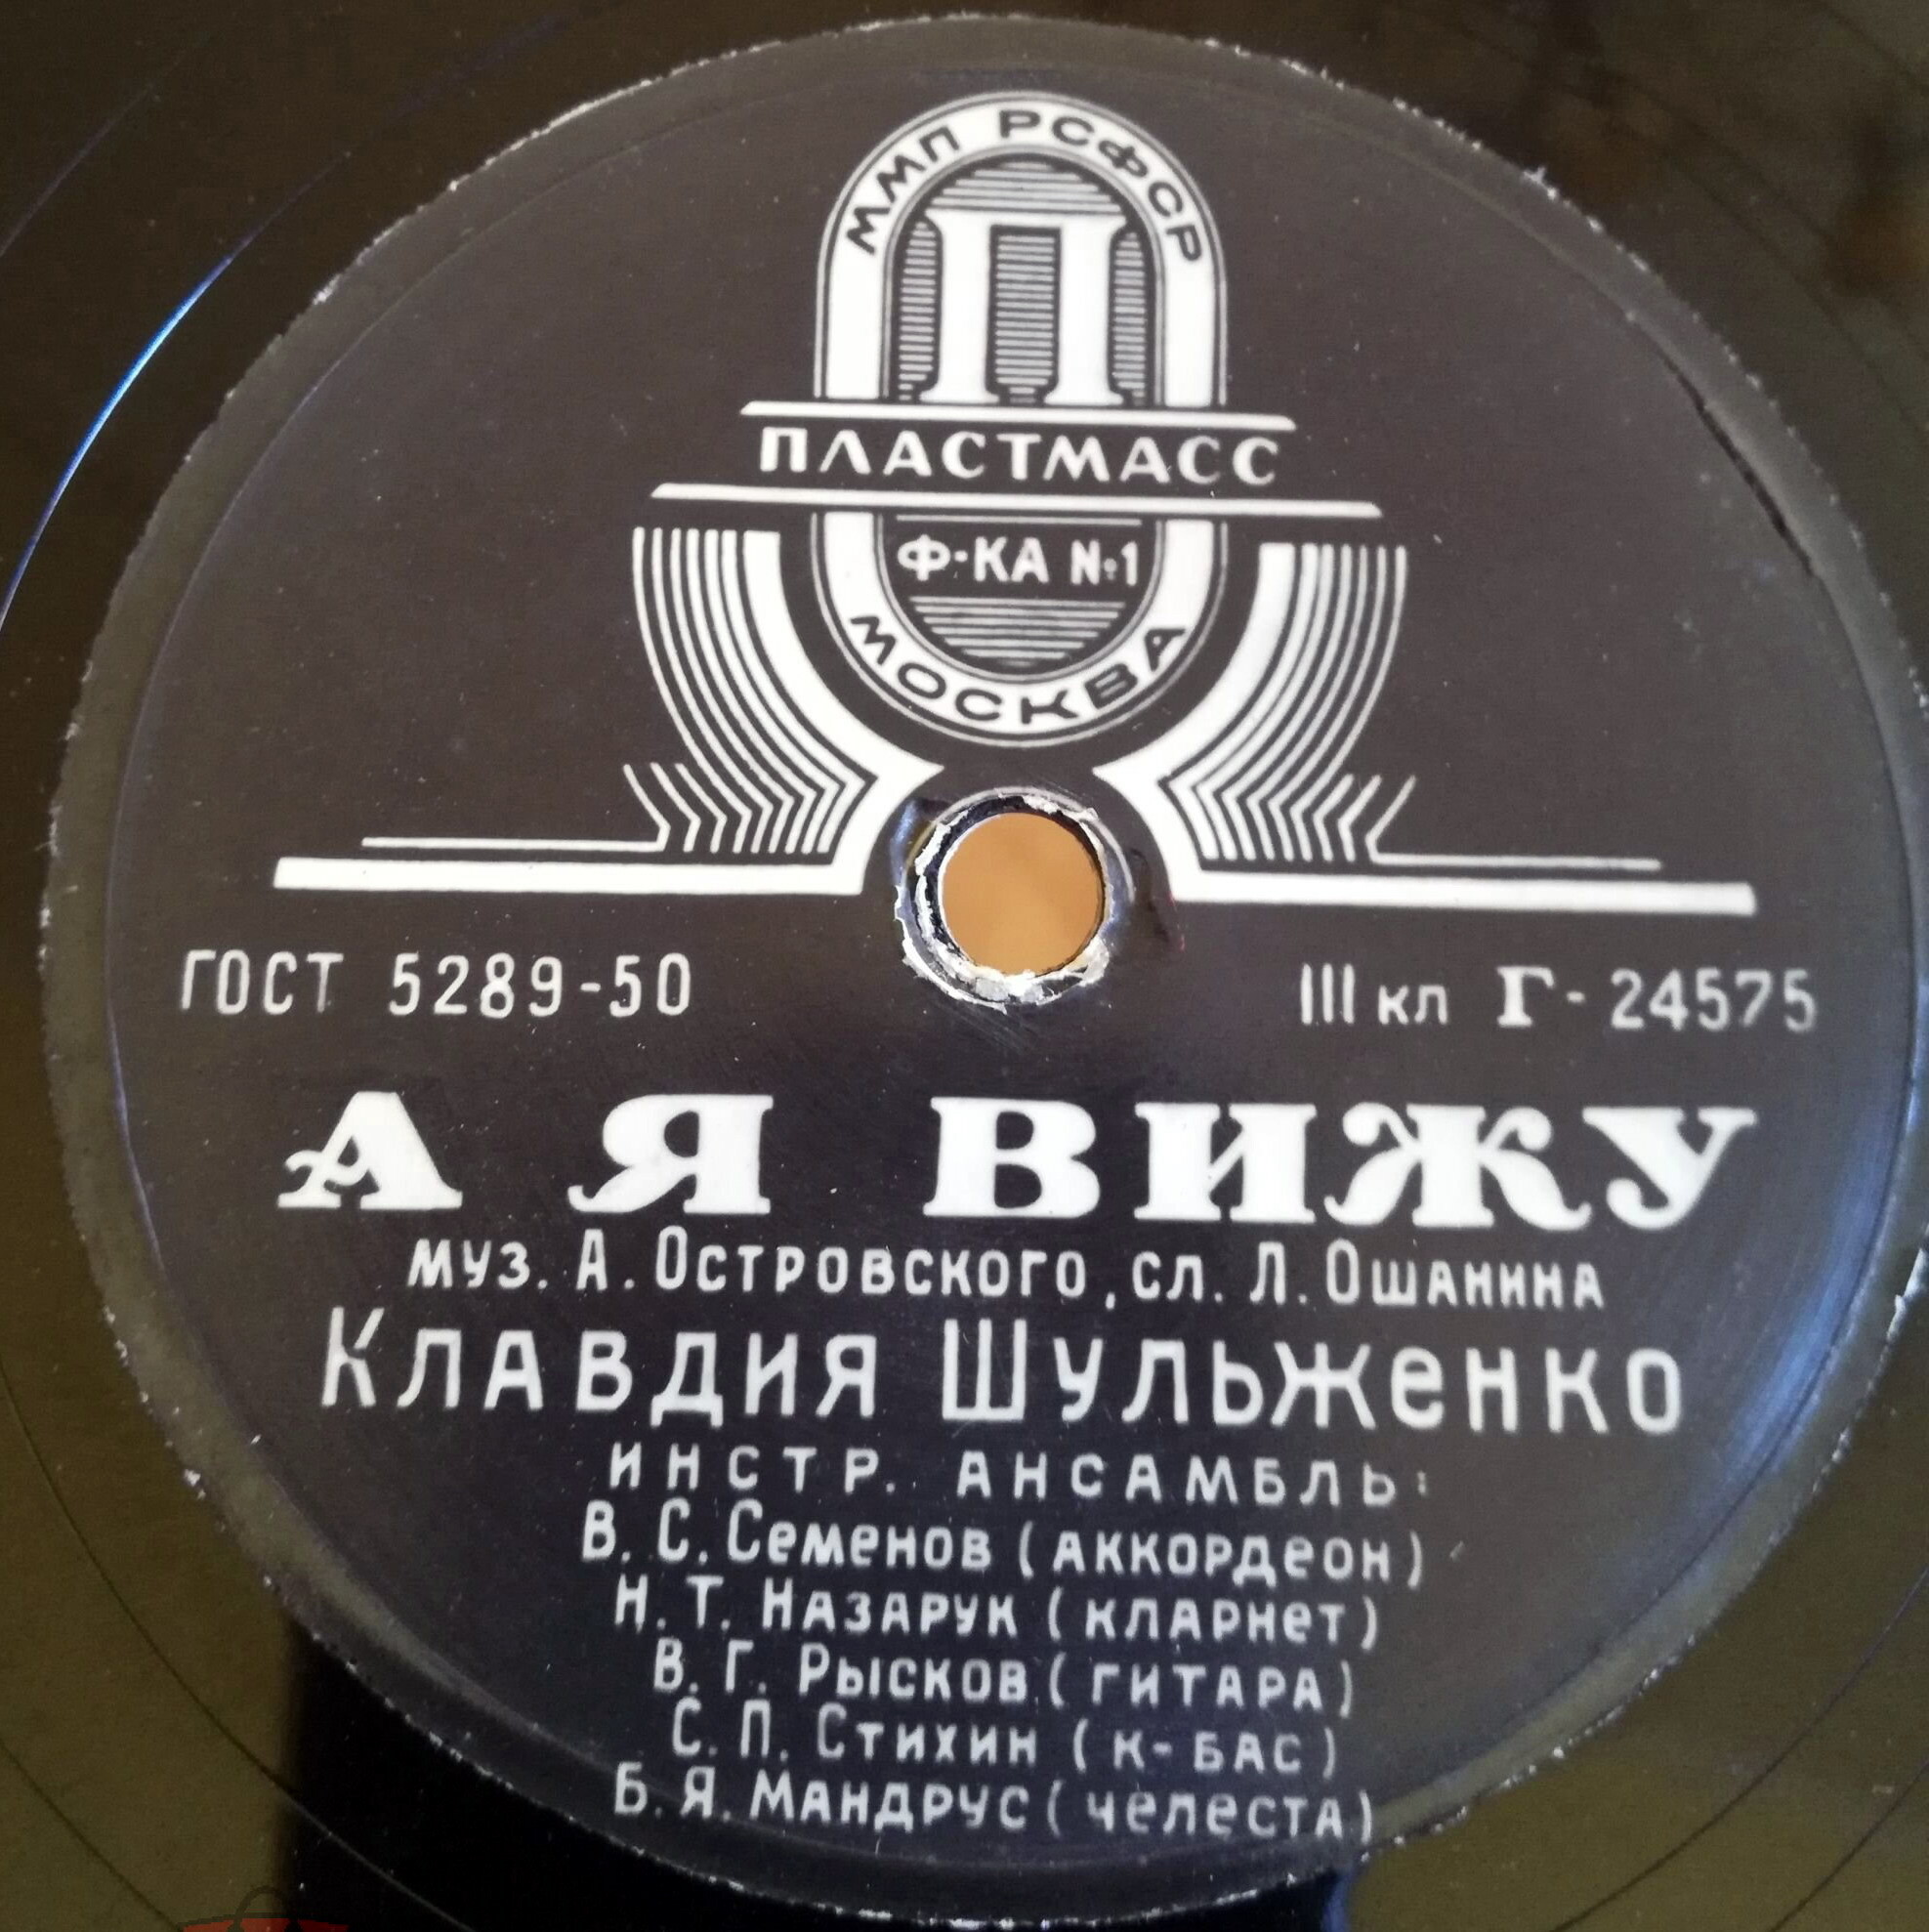 ММП РСФСР
П
ПЛАСТМАСС
Ф-КА №1
МОСКВА
ГОСТ 5289-50
III кл Г-24575
А Я ВИЖУ
муз. А. Островского, сл. Л. Ошанина
Клавдия Шульженко
инстр. ансамбль:
В. С. Семенов (аккордеон)
Н. Т. Назарук (кларнет)
В. Г. Рысков (гитара)
С. П. Стихин (к-бас)
Б. Я. Мандрус (челеста)